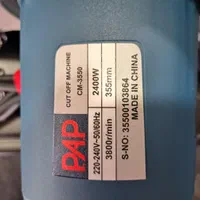 CUT OFF MACHINE
CM-3550
2400W
355mm
PAP
220-240V~50/60Hz
3800r/min
S-NO: 35500103864
MADE IN CHINA